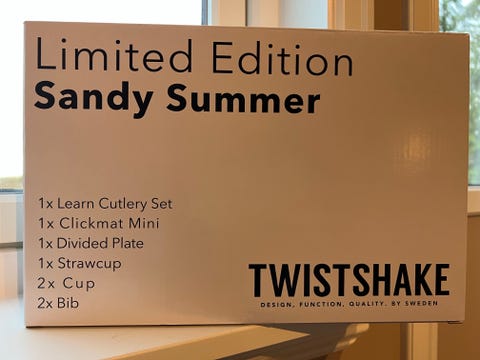 Limited Edition
Sandy Summer
1x Learn Cutlery Set
1x Clickmat Mini
1x Divided Plate
1x Strawcup
2x Cup
2x Bib
TWISTSHAKE
DESIGN, FUNCTION, QUALITY. BY SWEDEN